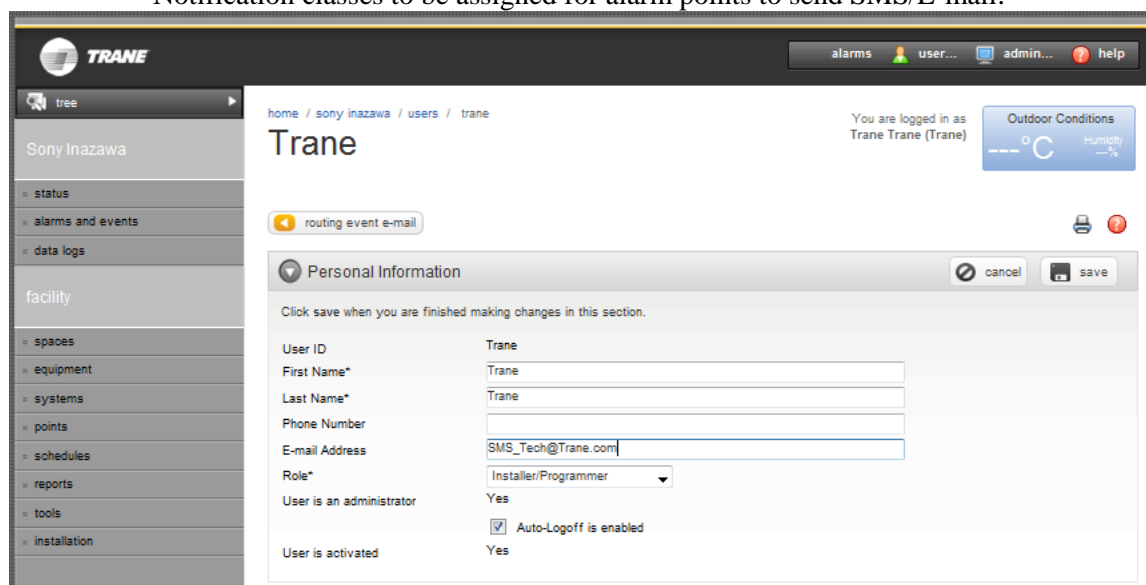 Notification classes to be assigned for alarm points to send SMS/E-mail.
TRANE
alarms user... admin... help
tree
home / sony inazawa / users / trane
Trane
You are logged in as
Trane Trane (Trane)
Outdoor Conditions
---°C
Humidity
---%
Sony Inazawa
status
alarms and events
data logs
routing event e-mail
facility
spaces
equipment
systems
points
schedules
reports
tools
installation
Personal Information
cancel save
Click save when you are finished making changes in this section.
User ID Trane
First Name* Trane
Last Name* Trane
Phone Number
E-mail Address SMS_Tech@Trane.com
Role* Installer/Programmer
User is an administrator Yes
Auto-Logoff is enabled
User is activated Yes